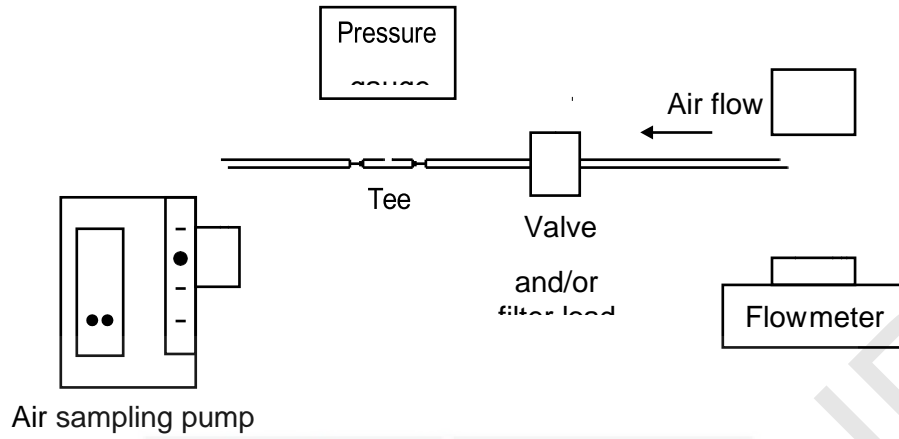 Pressure
Air flow
Tee
Valve
and/or
Flowmeter
Air sampling pump